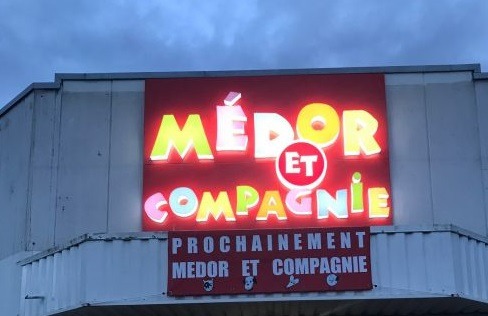 MÉDOR
ET
COMPAGNiE
PROCHAINEMENT
MEDOR ET COMPAGNIE